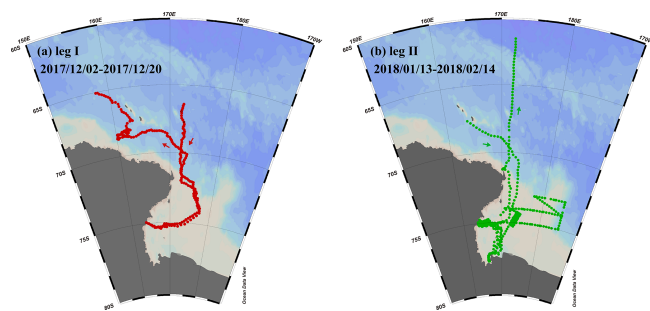 150E
160E
170E
180E
170W
60S
65S
70S
75S
80S
(a) leg I
2017/12/02-2017/12/20
Ocean Data View
150E
160E
170E
180E
170W
60S
65S
70S
75S
80S
(b) leg II
2018/01/13-2018/02/14
Ocean Data View